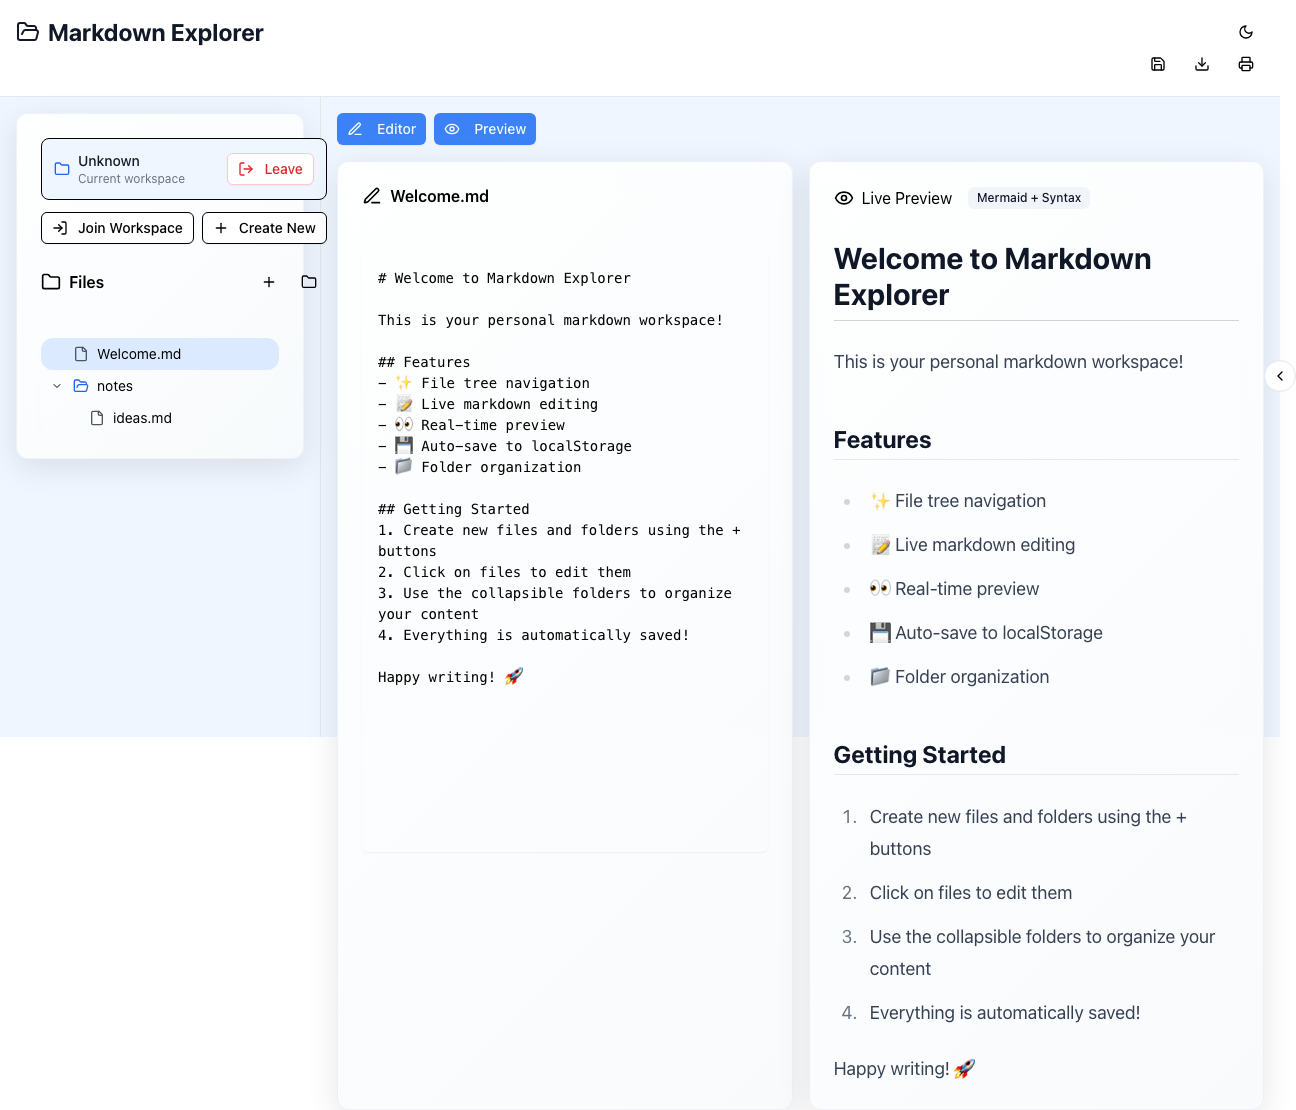 Markdown Explorer
Unknown
Current workspace
Leave
Join Workspace
Create New
Files
Welcome.md
notes
ideas.md
Editor
Preview
Welcome.md
# Welcome to Markdown Explorer
This is your personal markdown workspace!
## Features
- ✨ File tree navigation
- 📝 Live markdown editing
- 👀 Real-time preview
- 💾 Auto-save to localStorage
- 📁 Folder organization
## Getting Started
1. Create new files and folders using the +
buttons
2. Click on files to edit them
3. Use the collapsible folders to organize
your content
4. Everything is automatically saved!
Happy writing! 🚀
Live Preview
Mermaid + Syntax
Welcome to Markdown
Explorer
This is your personal markdown workspace!
Features
• ✨ File tree navigation
• 📝 Live markdown editing
• 👀 Real-time preview
• 💾 Auto-save to localStorage
• 📁 Folder organization
Getting Started
1. Create new files and folders using the +
buttons
2. Click on files to edit them
3. Use the collapsible folders to organize your
content
4. Everything is automatically saved!
Happy writing! 🚀